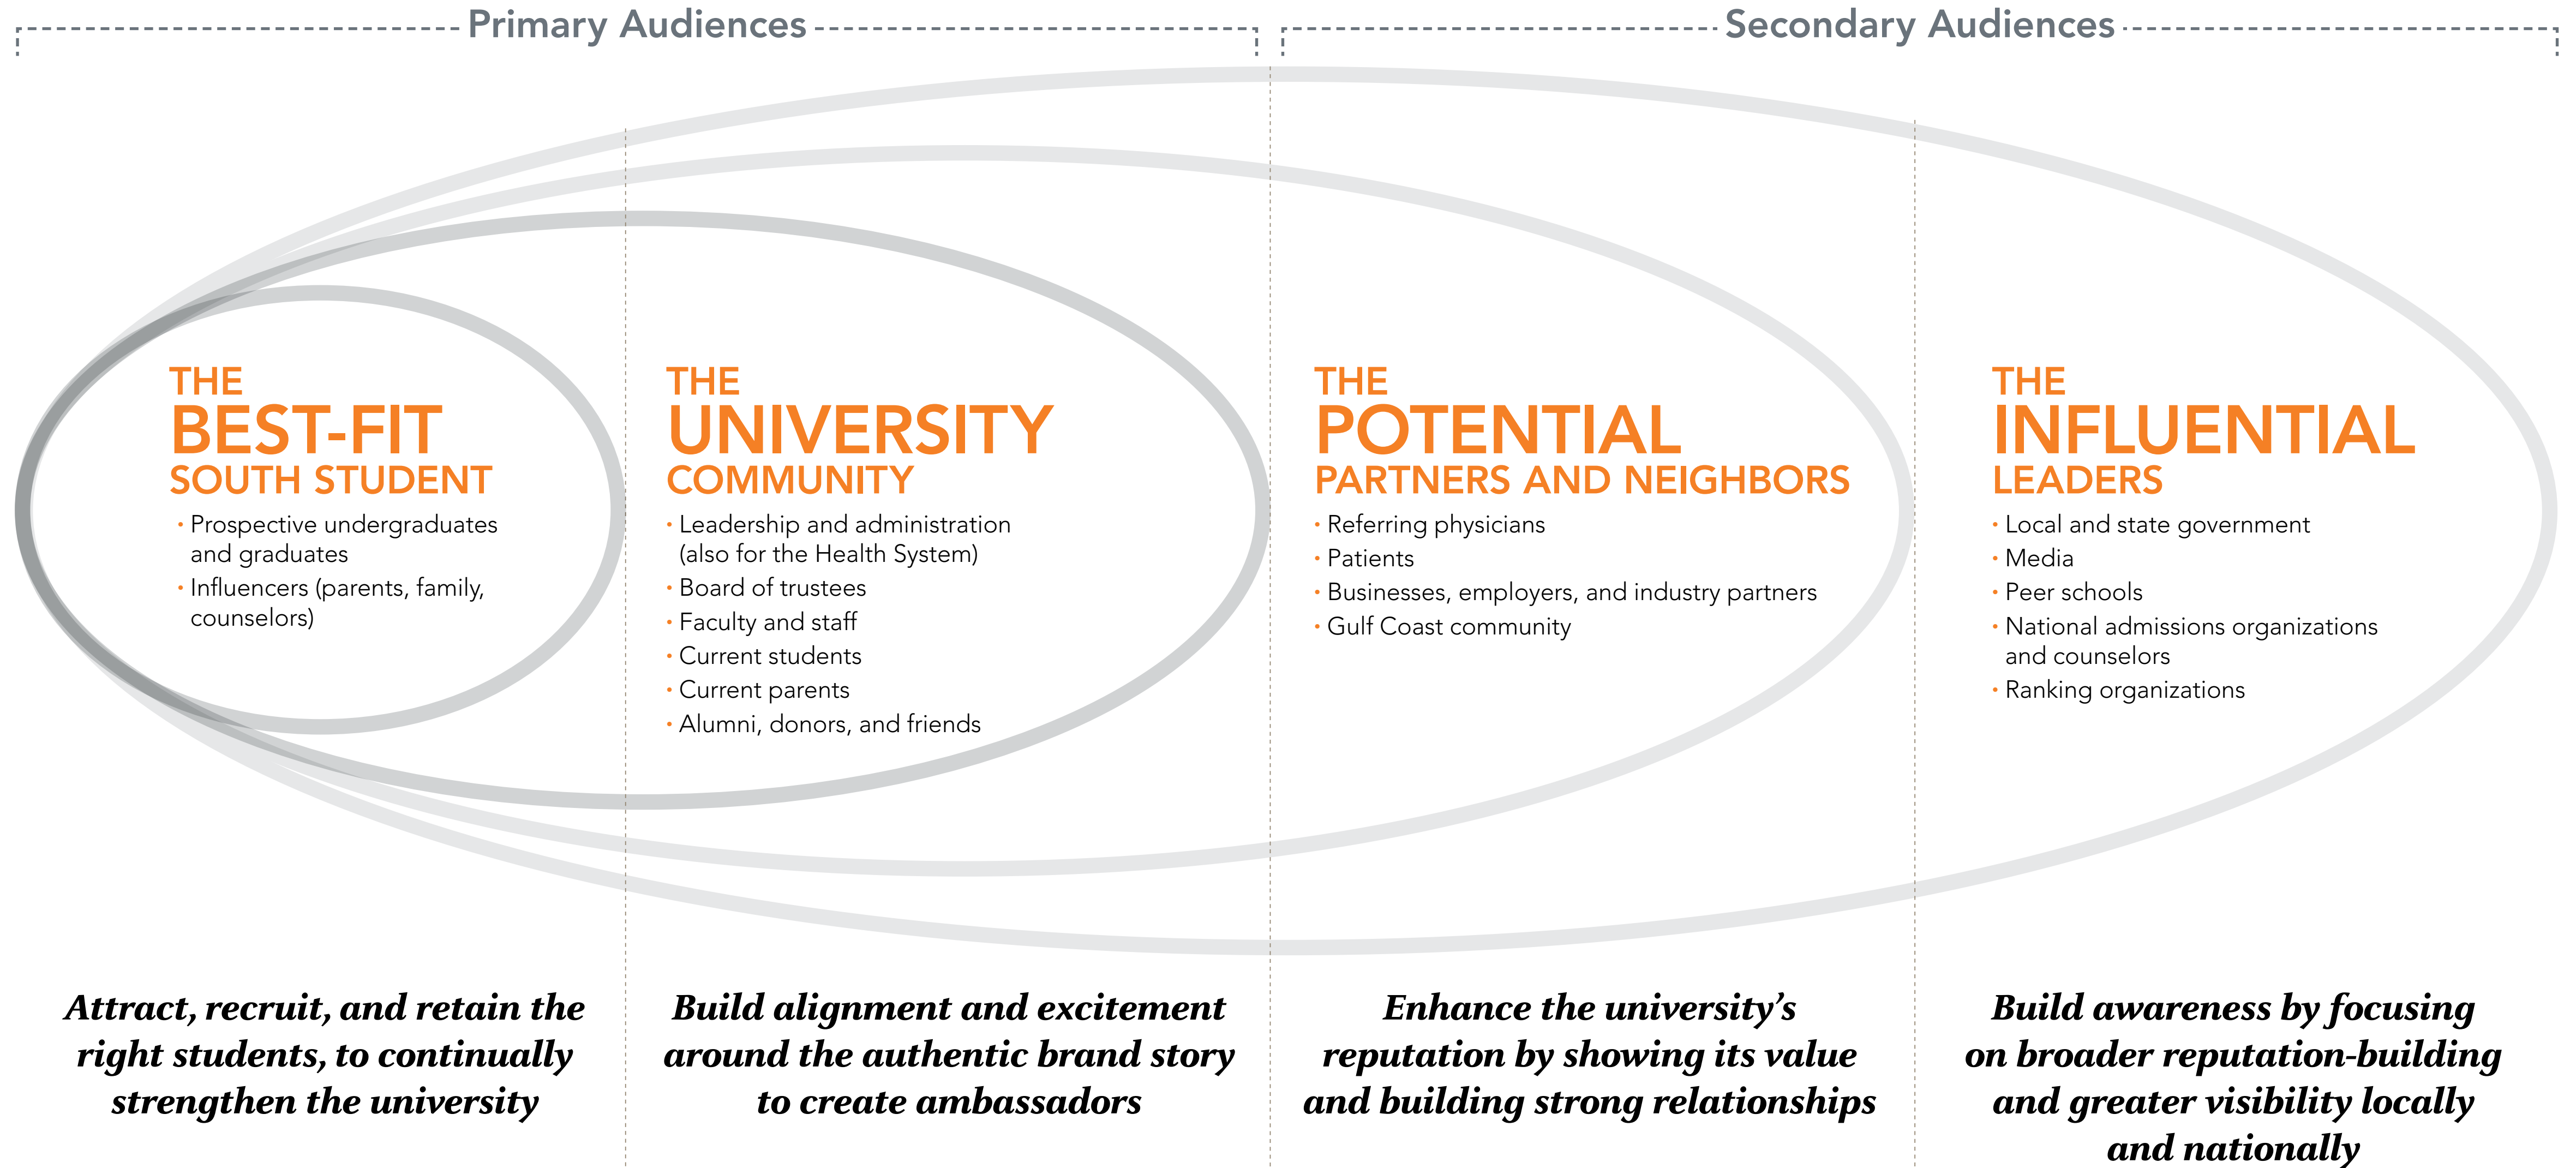 Primary Audiences
Secondary Audiences
THE
BEST-FIT
SOUTH STUDENT
• Prospective undergraduates
and graduates
• Influencers (parents, family,
counselors)
THE
UNIVERSITY
COMMUNITY
• Leadership and administration
(also for the Health System)
• Board of trustees
• Faculty and staff
• Current students
• Current parents
• Alumni, donors, and friends
THE
POTENTIAL
PARTNERS AND NEIGHBORS
• Referring physicians
• Patients
• Businesses, employers, and industry partners
• Gulf Coast community
THE
INFLUENTIAL
LEADERS
• Local and state government
• Media
• Peer schools
• National admissions organizations
and counselors
• Ranking organizations
Attract, recruit, and retain the
right students, to continually
strengthen the university
Build alignment and excitement
around the authentic brand story
to create ambassadors
Enhance the university’s
reputation by showing its value
and building strong relationships
Build awareness by focusing
on broader reputation-building
and greater visibility locally
and nationally